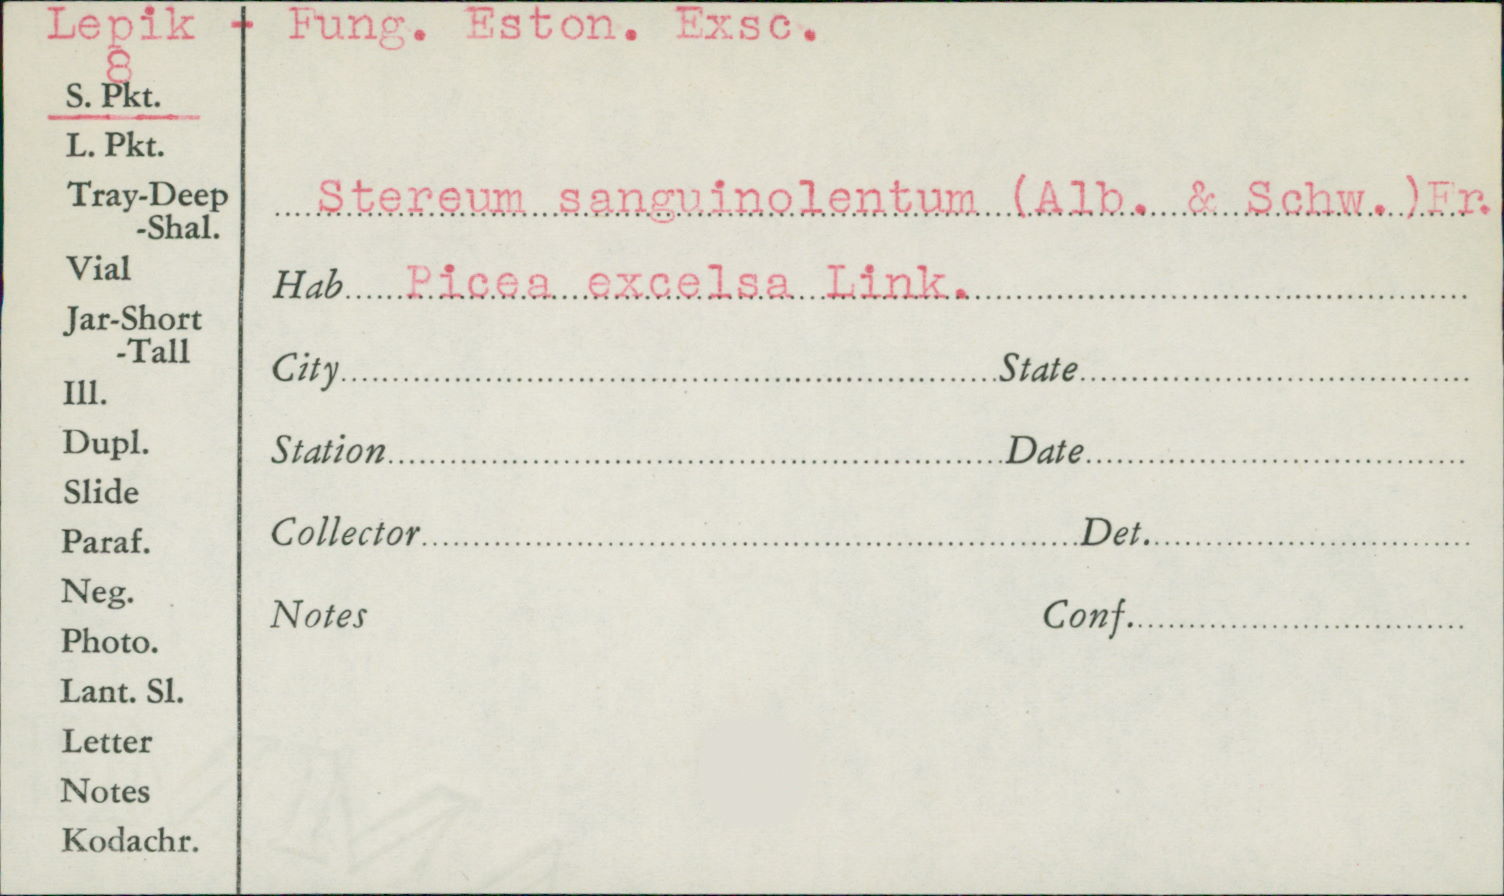 Lepik - Fung. Eston. Exsc.
8
S. Pkt.
L. Pkt.
Tray-Deep
-Shal.
Vial
Jar-Short
-Tall
Ill.
Dupl.
Slide
Paraf.
Neg.
Photo.
Lant. Sl.
Letter
Notes
Kodachr.
Stereum sanguinolentum (Alb. & Schw.)Fr.
Hab Picea excelsa Link.
City State
Station Date
Collector Det.
Notes Conf.